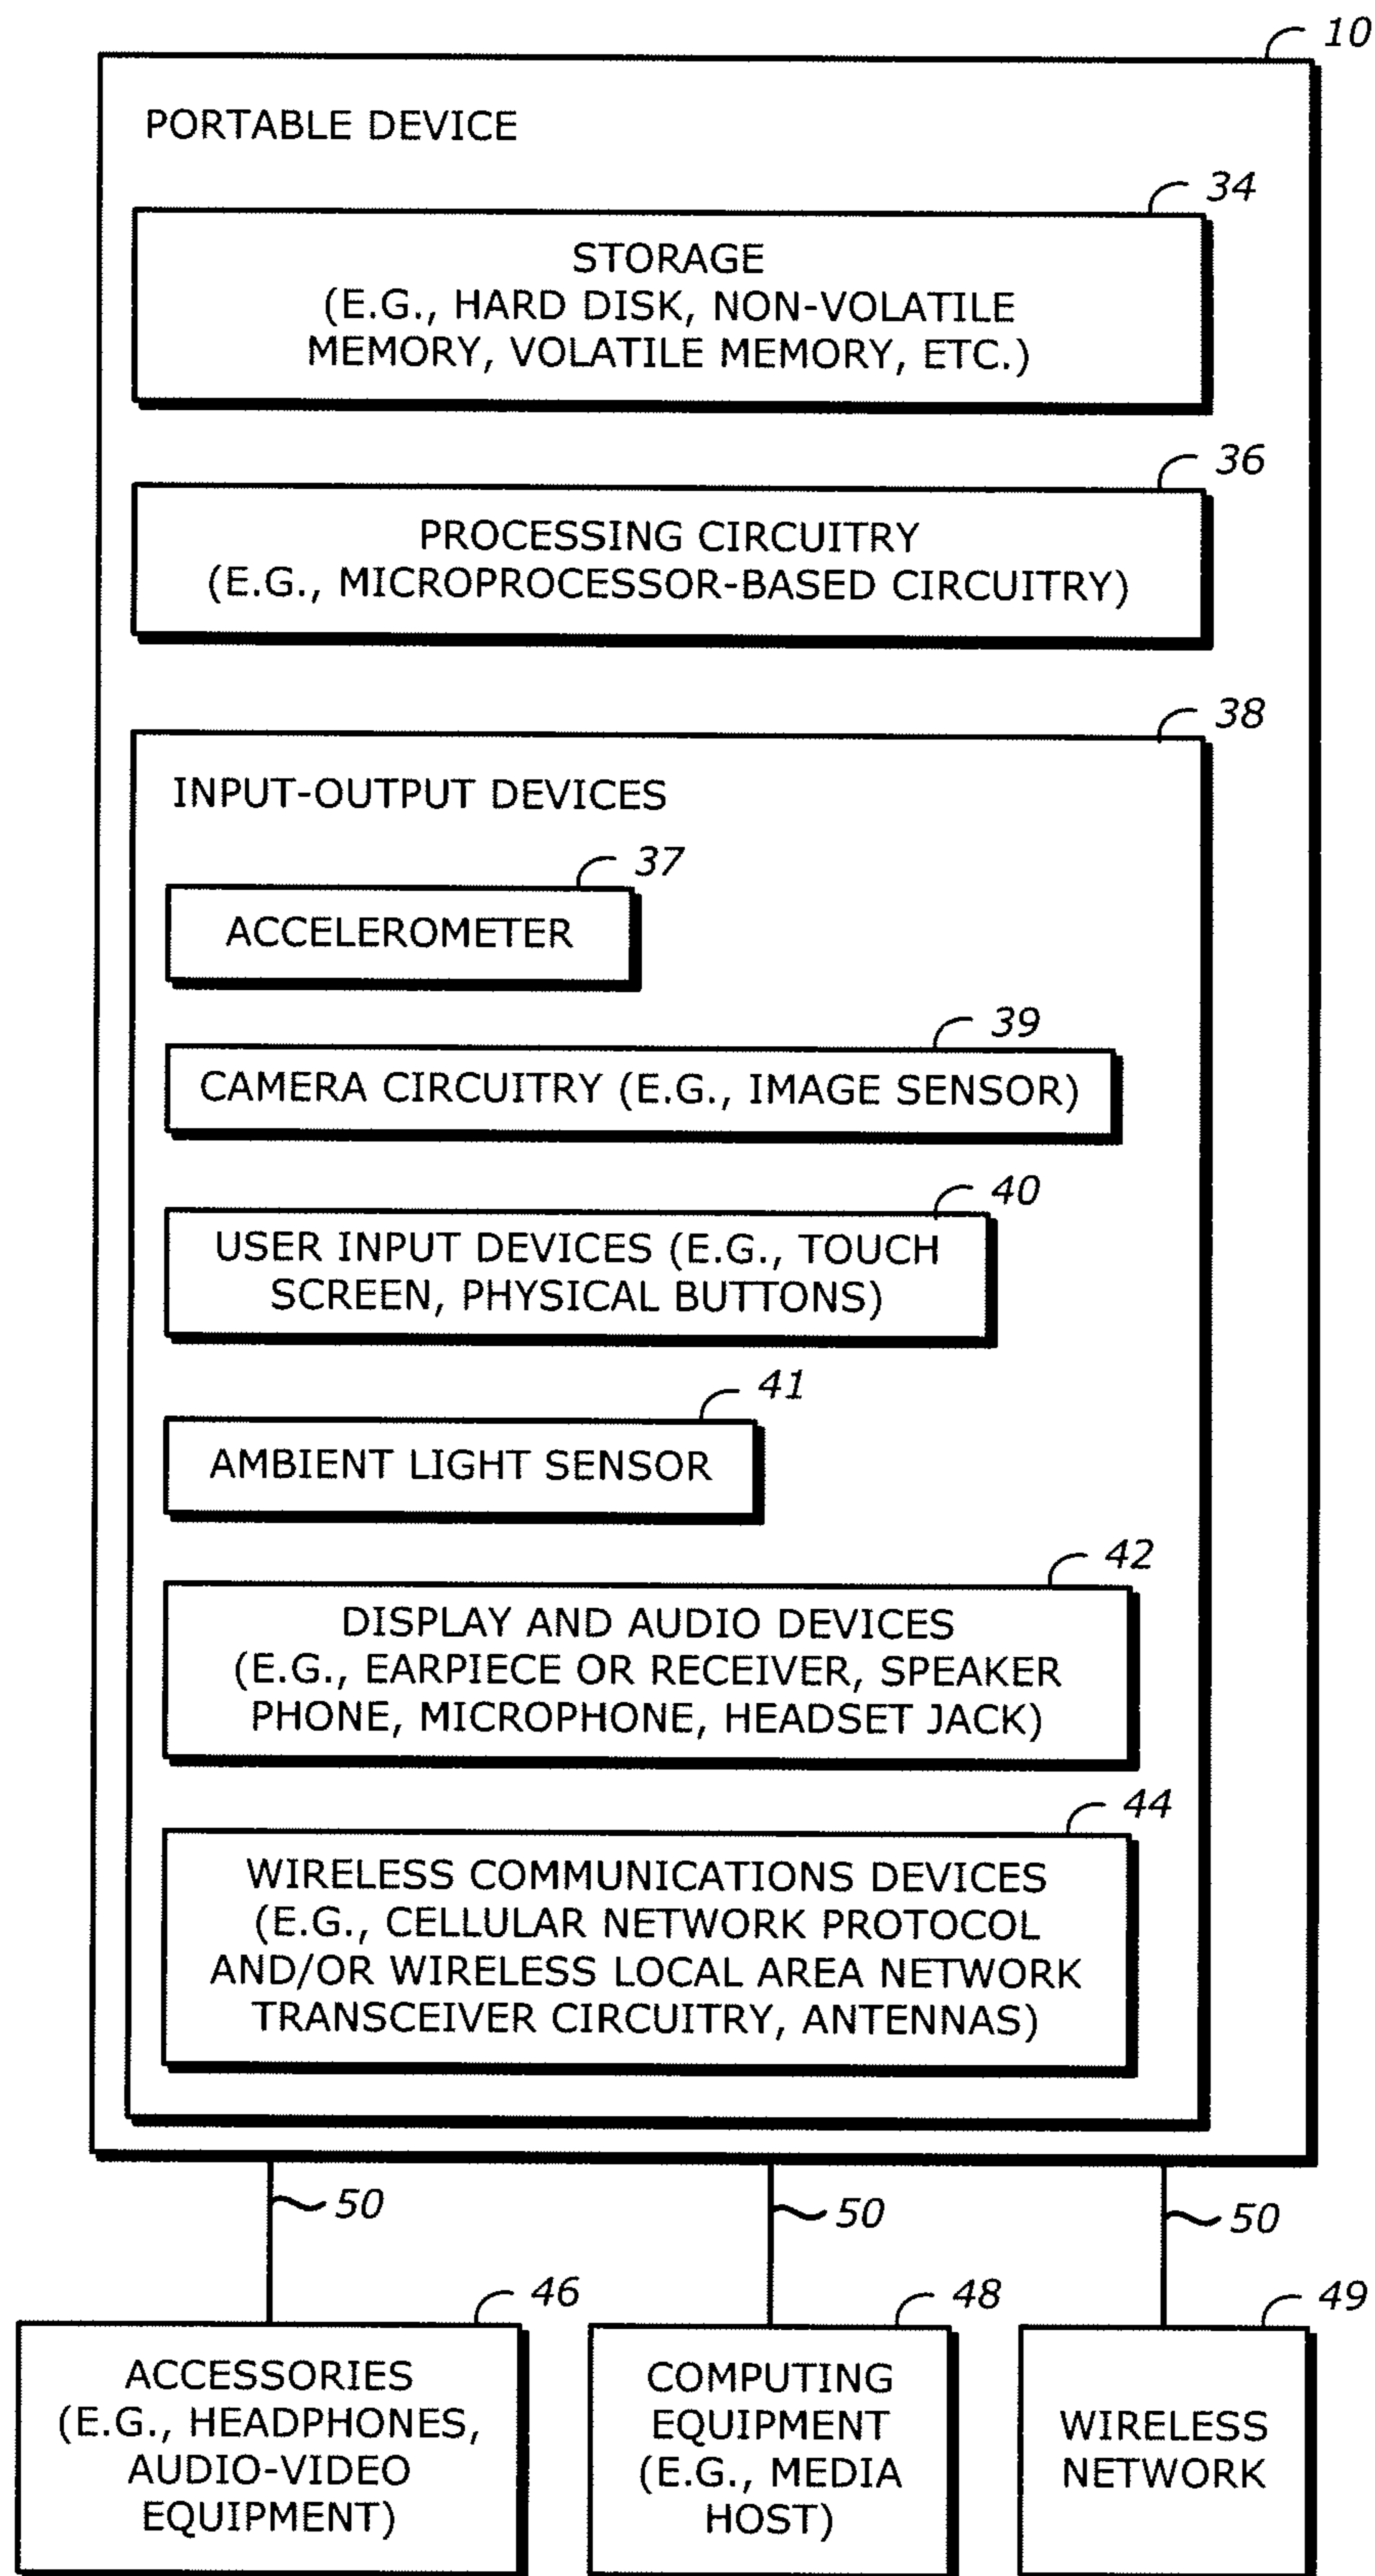 10
PORTABLE DEVICE
34
STORAGE
(E.G., HARD DISK, NON-VOLATILE
MEMORY, VOLATILE MEMORY, ETC.)
36
PROCESSING CIRCUITRY
(E.G., MICROPROCESSOR-BASED CIRCUITRY)
38
INPUT-OUTPUT DEVICES
37
ACCELEROMETER
39
CAMERA CIRCUITRY (E.G., IMAGE SENSOR)
40
USER INPUT DEVICES (E.G., TOUCH
SCREEN, PHYSICAL BUTTONS)
41
AMBIENT LIGHT SENSOR
42
DISPLAY AND AUDIO DEVICES
(E.G., EARPIECE OR RECEIVER, SPEAKER
PHONE, MICROPHONE, HEADSET JACK)
44
WIRELESS COMMUNICATIONS DEVICES
(E.G., CELLULAR NETWORK PROTOCOL
AND/OR WIRELESS LOCAL AREA NETWORK
TRANSCEIVER CIRCUITRY, ANTENNAS)
50
50
50
46
ACCESSORIES
(E.G., HEADPHONES,
AUDIO-VIDEO
EQUIPMENT)
48
COMPUTING
EQUIPMENT
(E.G., MEDIA
HOST)
49
WIRELESS
NETWORK